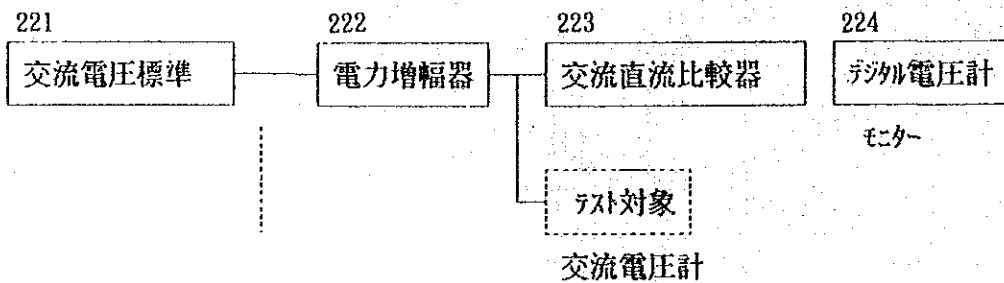 221 222 223 224
交流電圧標準 電力増幅器 交流直流比較器 デジタル電圧計
モニター
テスト対象
交流電圧計